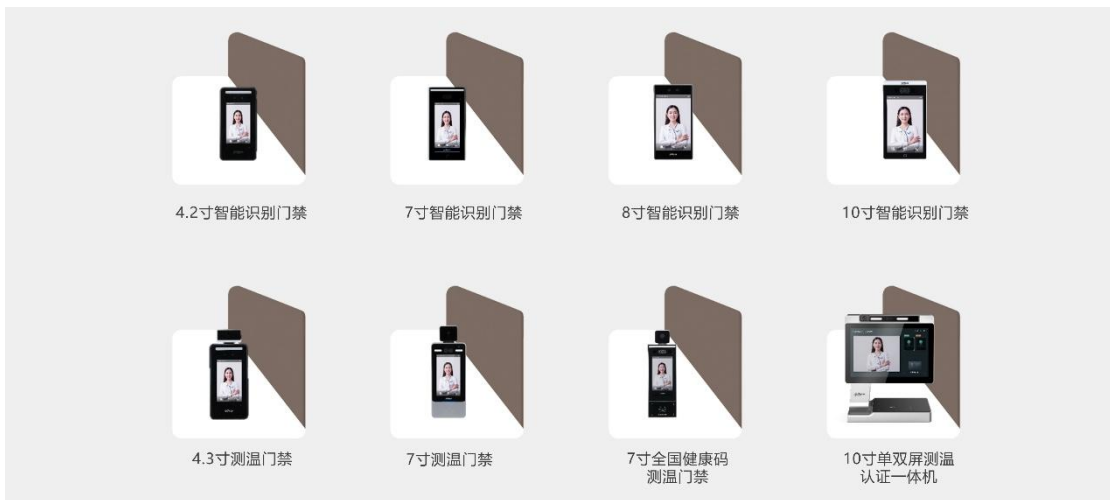 4.2寸智能识别门禁
7寸智能识别门禁
8寸智能识别门禁
10寸智能识别门禁
4.3寸测温门禁
7寸测温门禁
7寸全国健康码
测温门禁
10寸单双屏测温
认证一体机